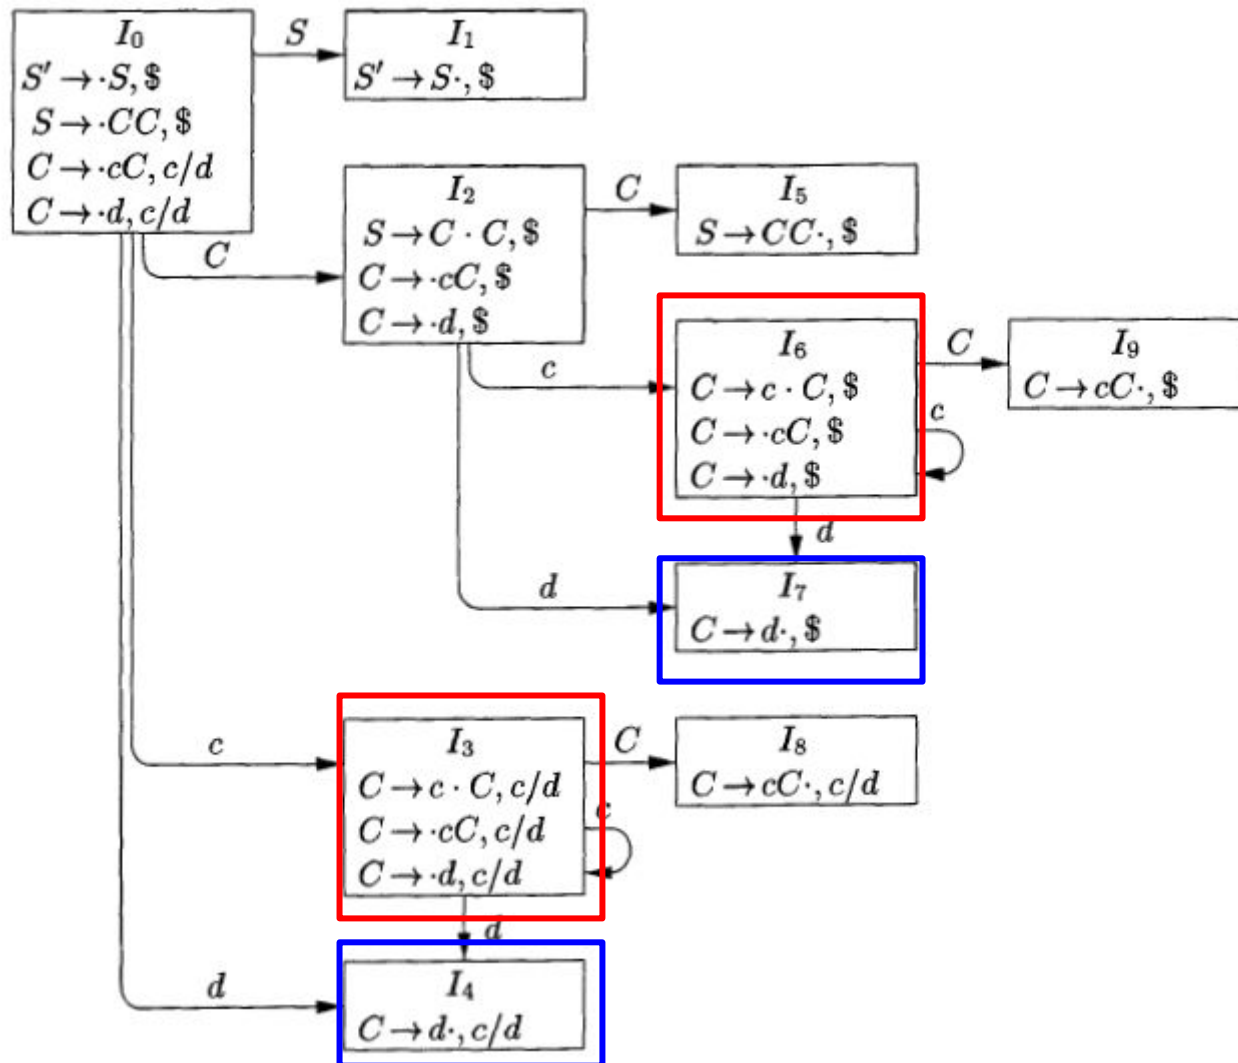 I₀
S′ → ·S, $
S → ·CC, $
C → ·cC, c/d
C → ·d, c/d
S
I₁
S′ → S·, $
C
I₂
S → C · C, $
C → ·cC, $
C → ·d, $
C
I₅
S → CC·, $
c
I₆
C → c · C, $
C → ·cC, $
C → ·d, $
C
I₉
C → cC·, $
c
d
d
I₇
C → d·, $
c
I₃
C → c · C, c/d
C → ·cC, c/d
C → ·d, c/d
C
I₈
C → cC·, c/d
c
d
d
I₄
C → d·, c/d